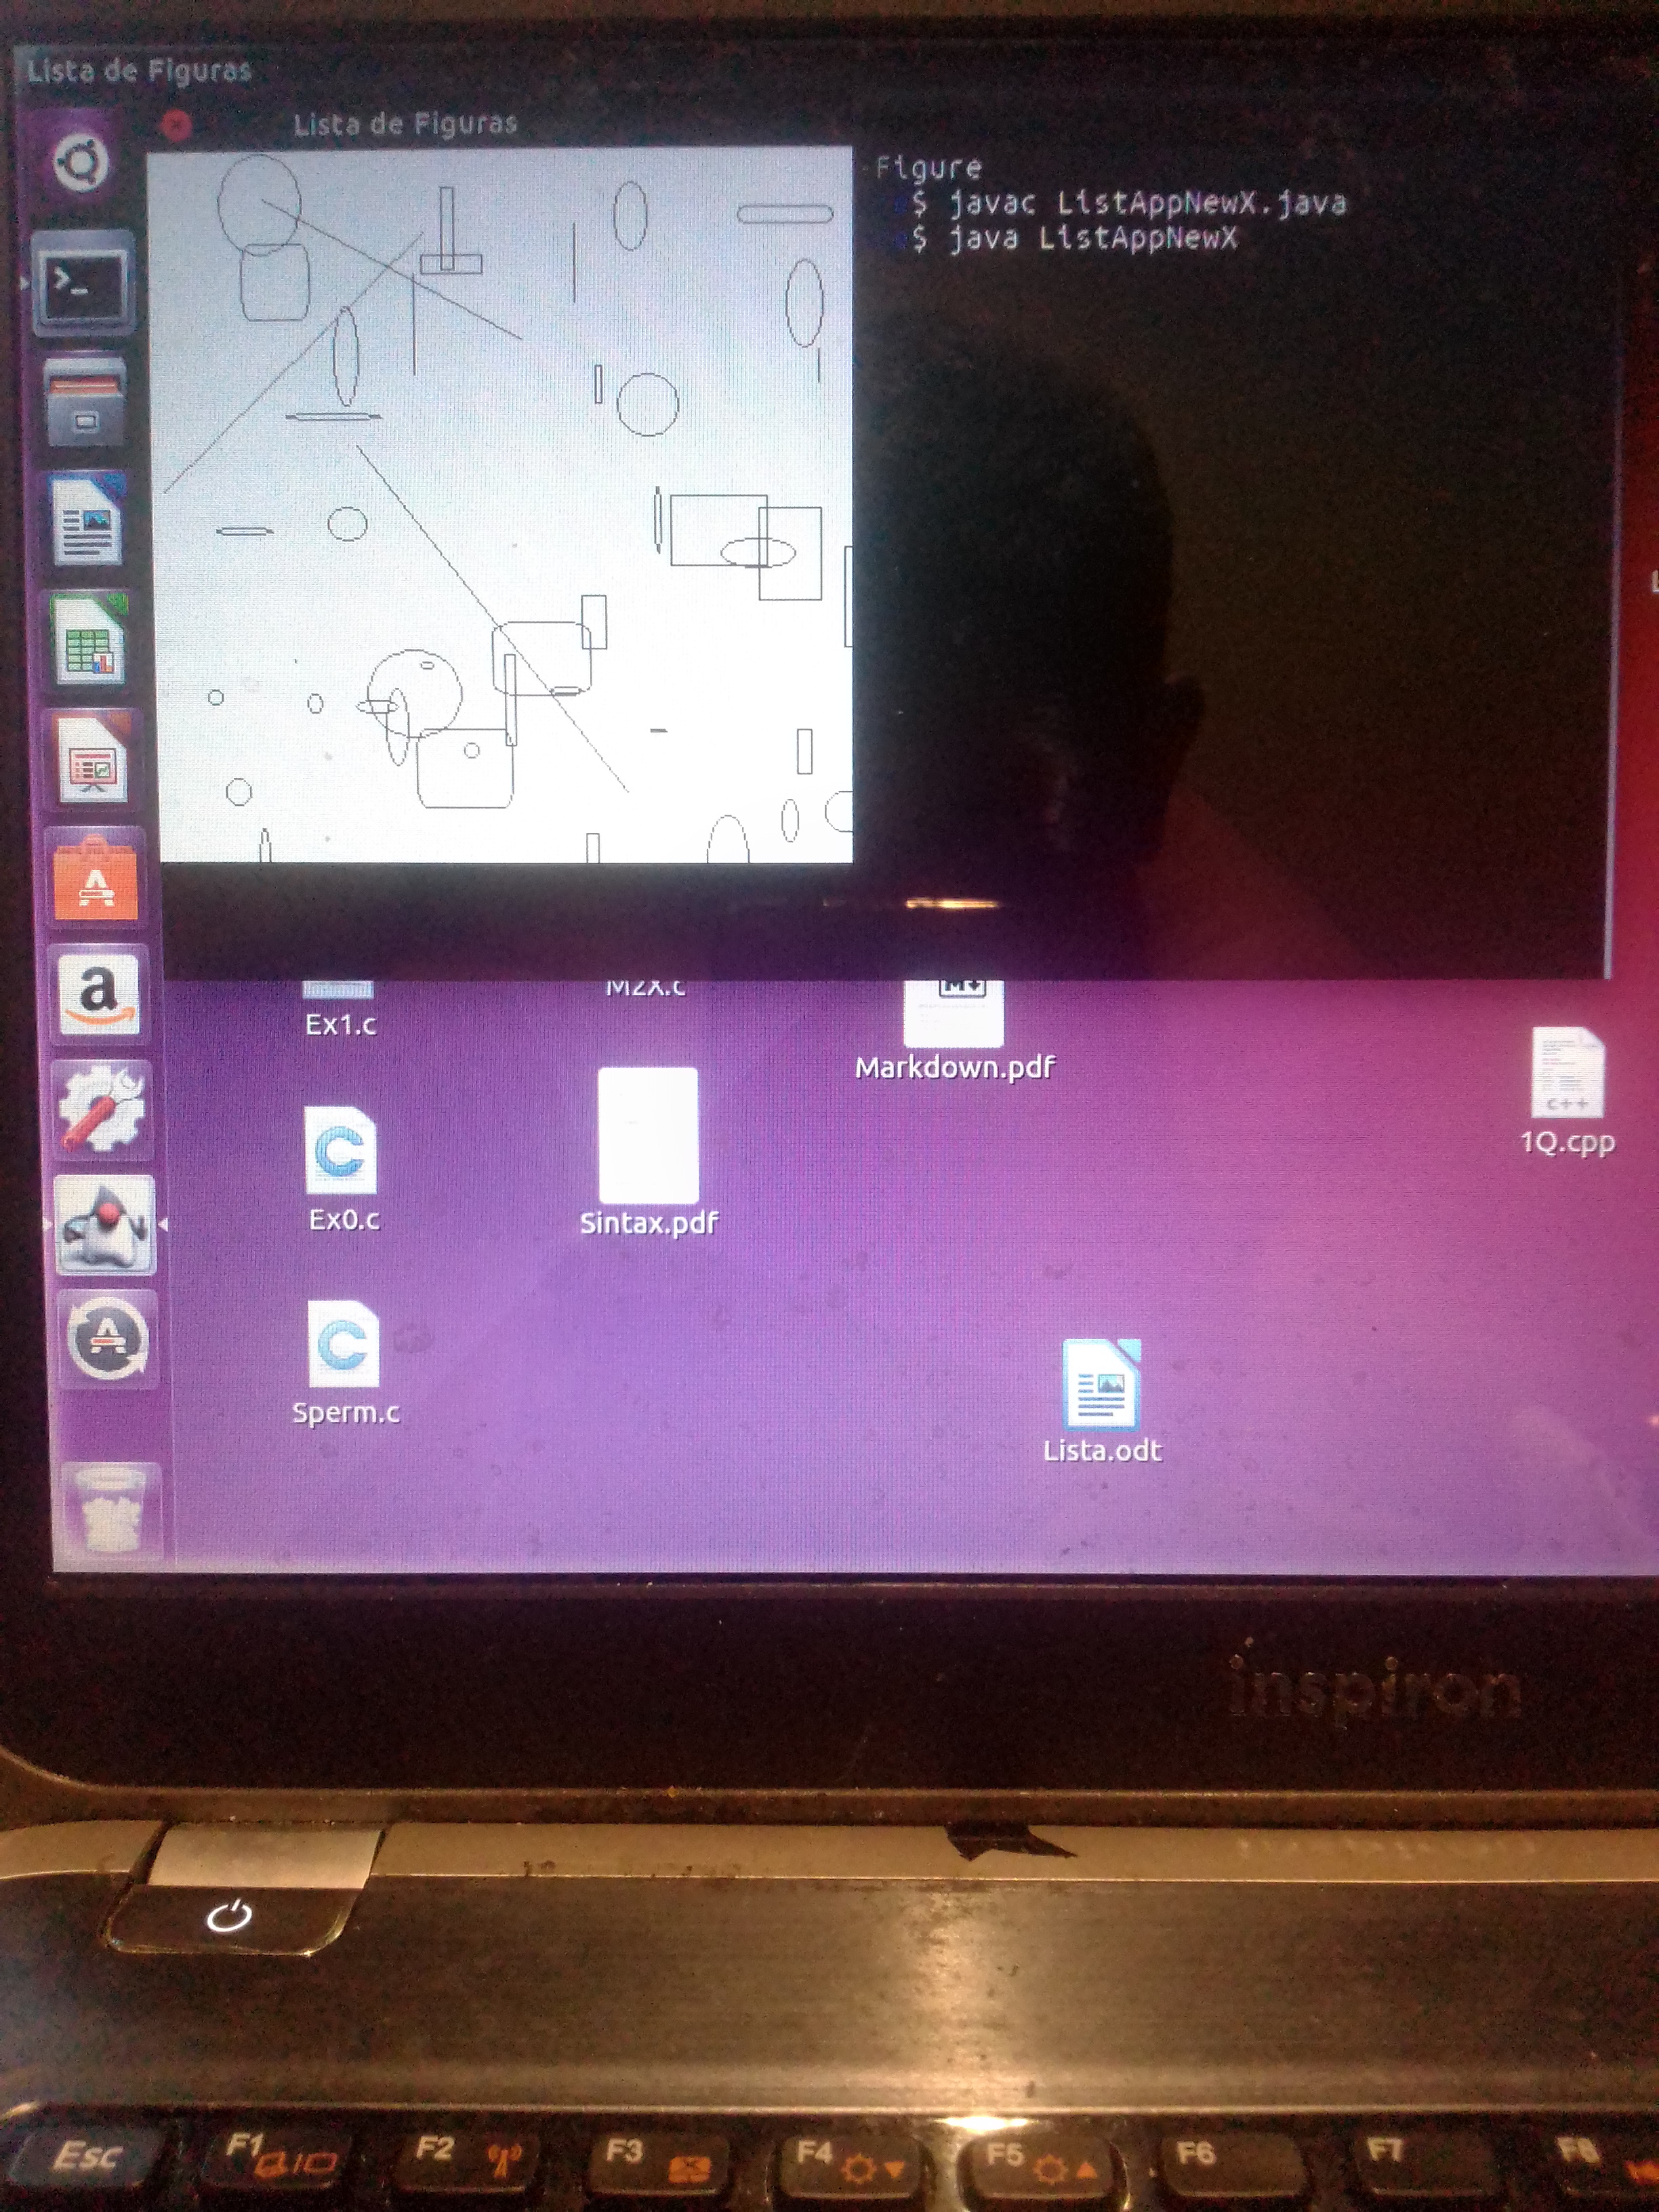 Lista de Figuras
Lista de Figuras
Figure
$ javac ListAppNewX.java
$ java ListAppNewX
a
Ex1.c
M2X.c
Markdown.pdf
C++
1Q.cpp
Ex0.c
Sintax.pdf
Sperm.c
Lista.odt
inspiron
Esc
F1
F2
F3
F4
F5
F6
F7
F8